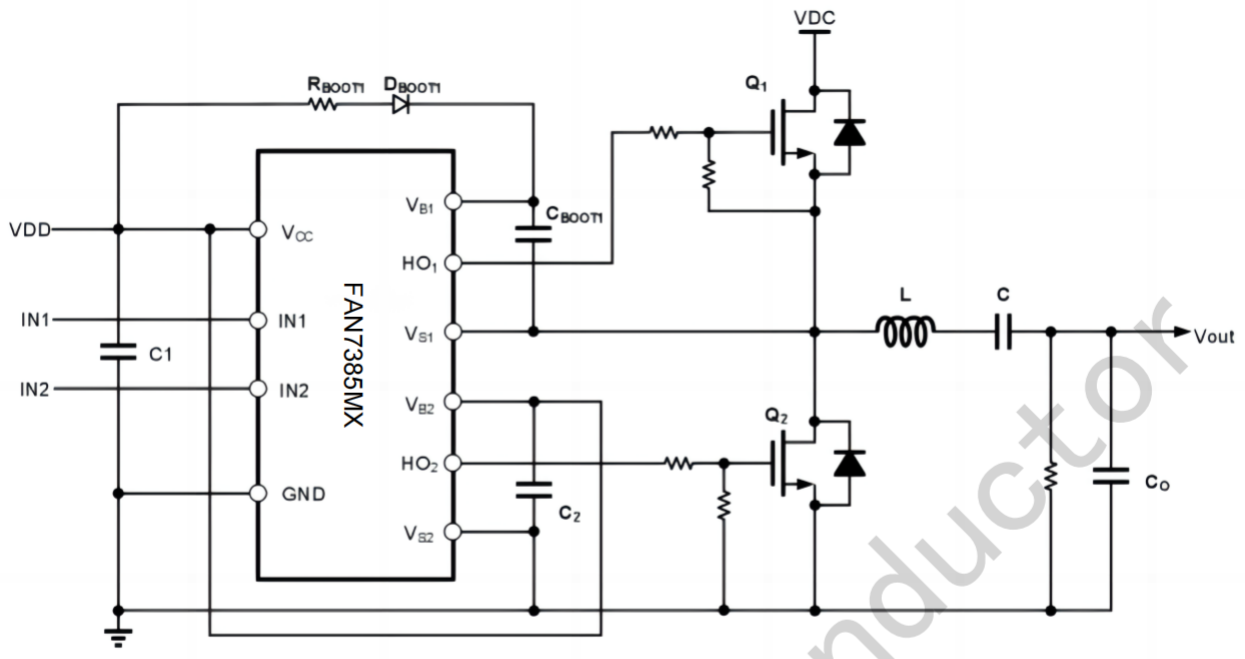 VDC
Q1
RBOOT1
DBOOT1
VDD
VCC
VB1
CBOOT1
HO1
FAN7385MX
IN1
IN1
VS1
L
C
Vout
C1
IN2
IN2
VB2
Q2
HO2
CO
GND
C2
VS2
nductor